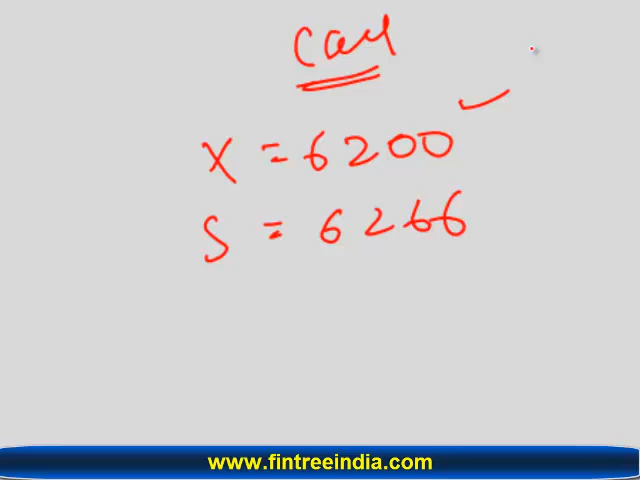 Call
X = 6200 ✓
S = 6266
www.fintreeindia.com